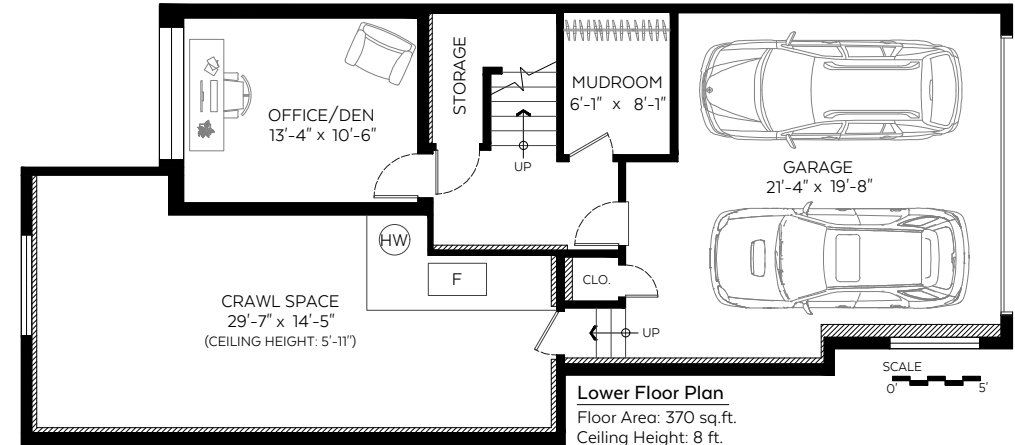 STORAGE
MUDROOM
6'-1" x 8'-1"
OFFICE/DEN
13'-4" x 10'-6"
UP
GARAGE
21'-4" x 19'-8"
HW
F
CLO.
CRAWL SPACE
29'-7" x 14'-5"
(CEILING HEIGHT: 5'-11")
UP
SCALE
0' 5'
Lower Floor Plan
Floor Area: 370 sq.ft.
Ceiling Height: 8 ft.